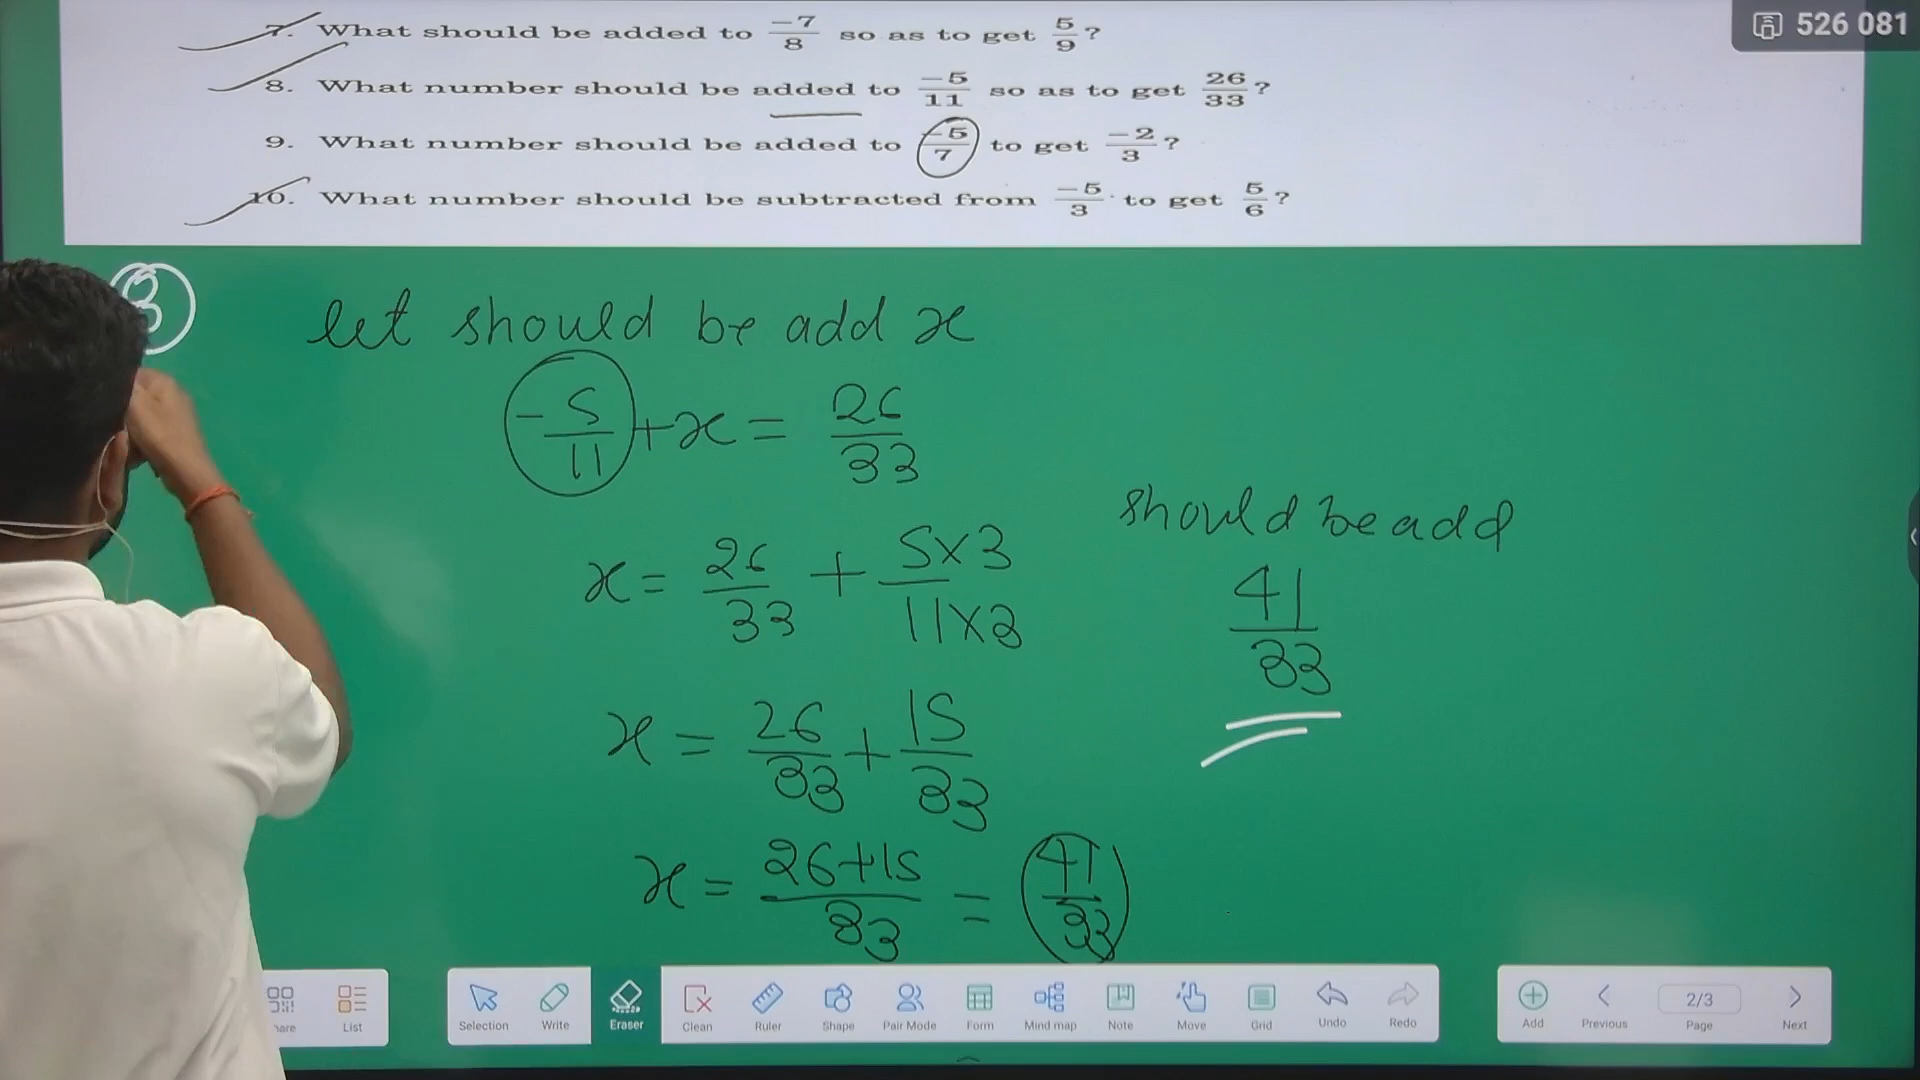 526 081
7. What should be added to -7/8 so as to get 5/9?
8. What number should be added to -5/11 so as to get 26/33?
9. What number should be added to -5/7 to get -2/3?
10. What number should be subtracted from -5/3 to get 5/6?
8
let should be add x
-5/11 + x = 26/33
x = 26/33 + 5×3/11×3
x = 26/33 + 15/33
x = 26+15/33 = 41/33
should be add
41/33
List
Selection
Write
Eraser
Clean
Ruler
Shape
Pair Mode
Form
Mind map
Note
Move
Grid
Undo
Redo
Add
Previous
2/3
Page
Next